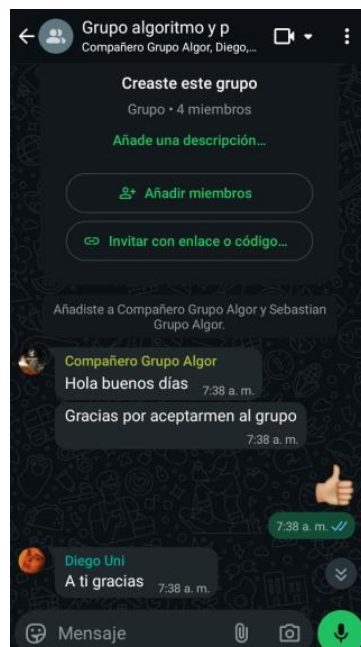 Grupo algoritmo y p
Compañero Grupo Algor, Diego,...
Creaste este grupo
Grupo • 4 miembros
Añade una descripción...
Añadir miembros
Invitar con enlace o código...
Añadiste a Compañero Grupo Algor y Sebastian
Grupo Algor.
Compañero Grupo Algor
Hola buenos días 7:38 a. m.
Gracias por aceptarmen al grupo
7:38 a. m.
7:38 a. m.
Diego Uni
A ti gracias 7:38 a. m.
Mensaje